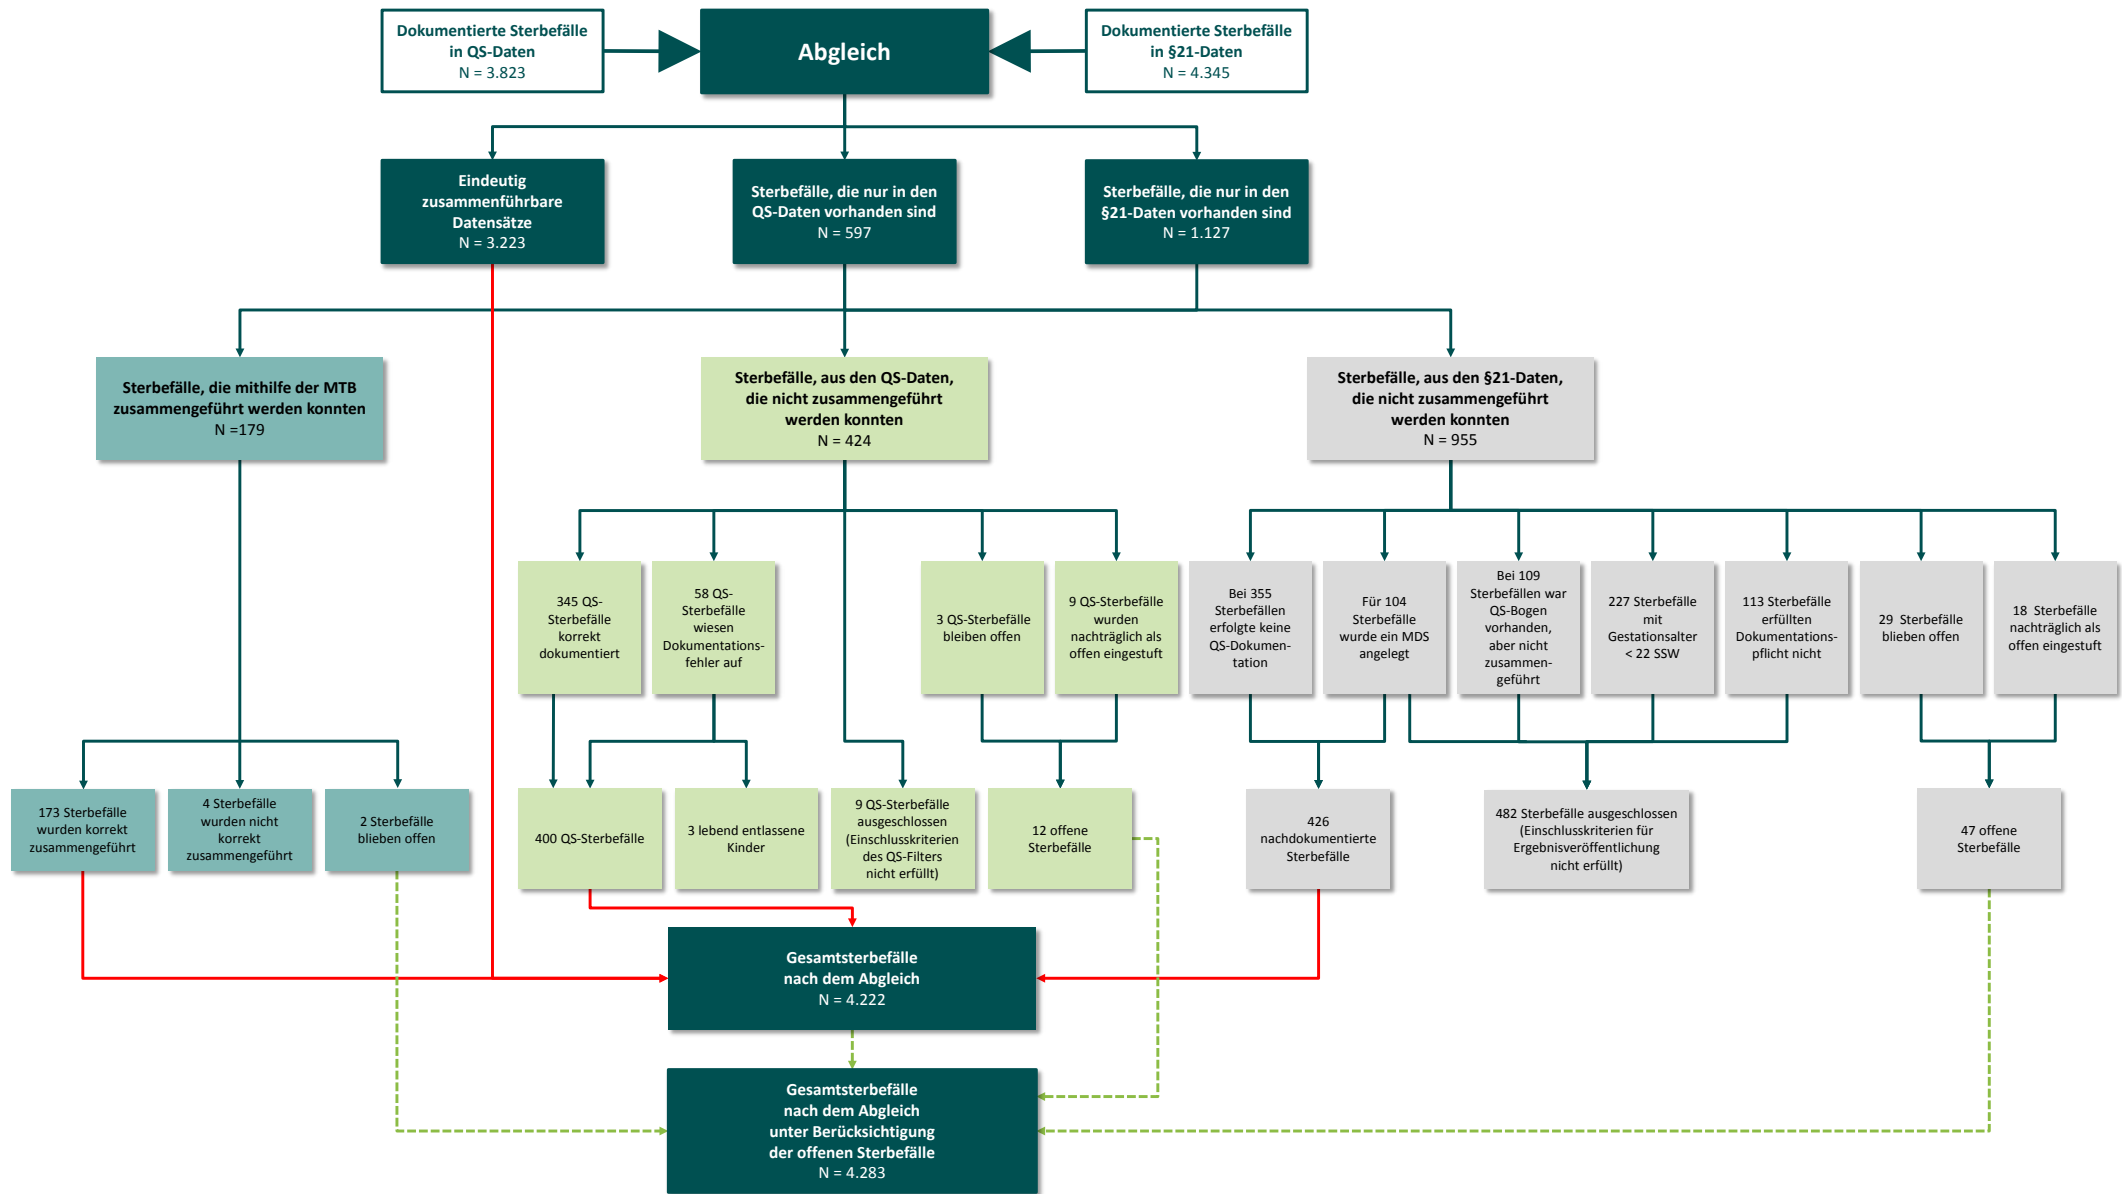 Dokumentierte Sterbefälle
in QS-Daten
N = 3.823
Abgleich
Dokumentierte Sterbefälle
in §21-Daten
N = 4.345
Eindeutig
zusammenführbare
Datensätze
N = 3.223
Sterbefälle, die nur in den
QS-Daten vorhanden sind
N = 597
Sterbefälle, die nur in den
§21-Daten vorhanden sind
N = 1.127
Sterbefälle, die mithilfe der MTB
zusammengeführt werden konnten
N =179
Sterbefälle, aus den QS-Daten,
die nicht zusammengeführt
werden konnten
N = 424
Sterbefälle, aus den §21-Daten,
die nicht zusammengeführt
werden konnten
N = 955
345 QS-
Sterbefälle
korrekt
dokumentiert
58 QS-
Sterbefälle
wiesen
Dokumentations-
fehler auf
3 QS-Sterbefälle
bleiben offen
9 QS-Sterbefälle
wurden
nachträglich als
offen eingestuft
Bei 355
Sterbefällen
erfolgte keine
QS-Dokumen-
tation
Für 104
Sterbefälle
wurde ein MDS
angelegt
Bei 109
Sterbefällen war
QS-Bogen
vorhanden,
aber nicht
zusammen-
geführt
227 Sterbefälle
mit
Gestationsalter
< 22 SSW
113 Sterbefälle
erfüllten
Dokumentations-
pflicht nicht
29 Sterbefälle
blieben offen
18 Sterbefälle
nachträglich als
offen eingestuft
173 Sterbefälle
wurden korrekt
zusammengeführt
4 Sterbefälle
wurden nicht
korrekt
zusammengeführt
2 Sterbefälle
blieben offen
400 QS-Sterbefälle
3 lebend entlassene
Kinder
9 QS-Sterbefälle
ausgeschlossen
(Einschlusskriterien
des QS-Filters
nicht erfüllt)
12 offene
Sterbefälle
426
nachdokumentierte
Sterbefälle
482 Sterbefälle ausgeschlossen
(Einschlusskriterien für
Ergebnisveröffentlichung
nicht erfüllt)
47 offene
Sterbefälle
Gesamtsterbefälle
nach dem Abgleich
N = 4.222
Gesamtsterbefälle
nach dem Abgleich
unter Berücksichtigung
der offenen Sterbefälle
N = 4.283